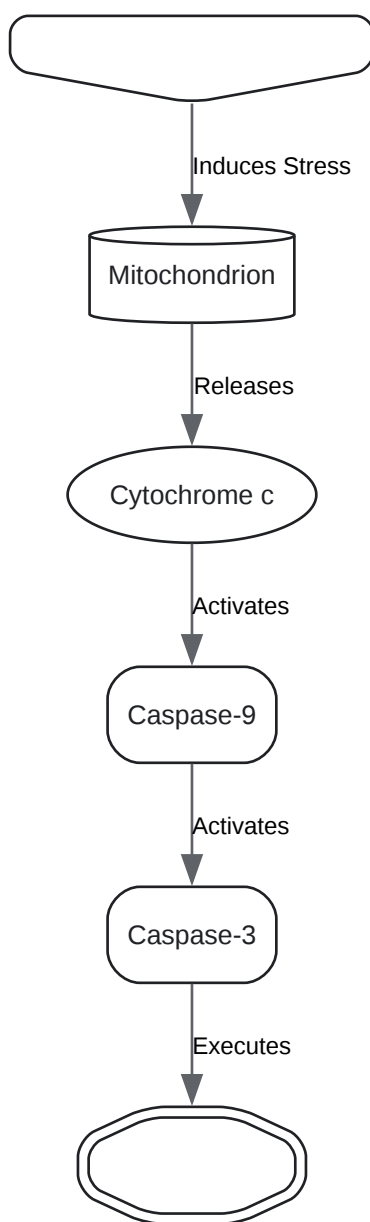 Induces Stress
Mitochondrion
Releases
Cytochrome c
Activates
Caspase-9
Activates
Caspase-3
Executes